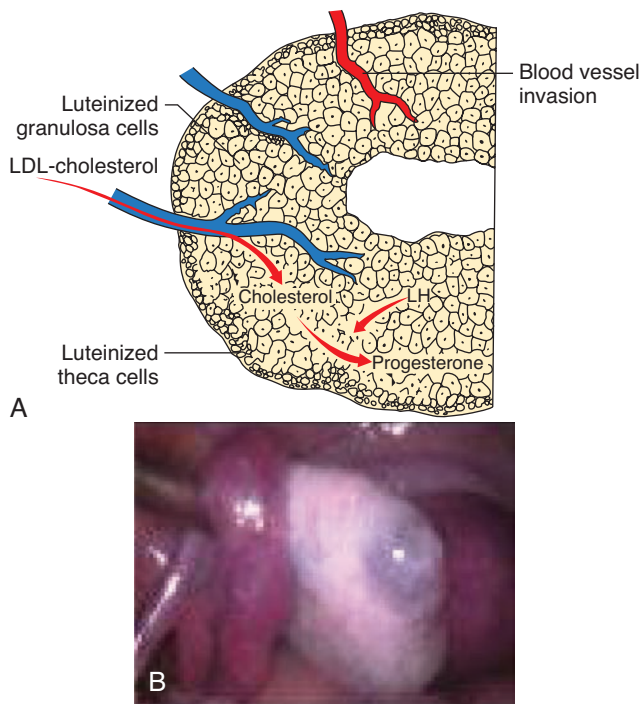 Blood vessel
invasion
Luteinized
granulosa cells
LDL-cholesterol
Cholesterol
LH
Progesterone
Luteinized
theca cells
A
B